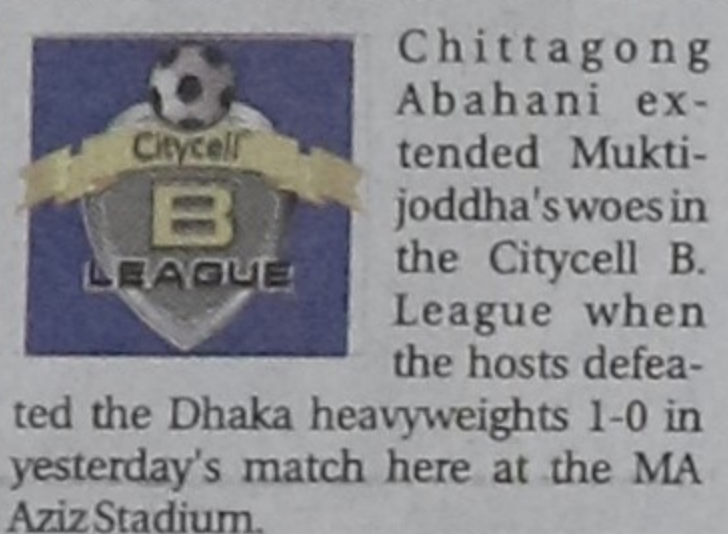 Citycell
B
LEAGUE
Chittagong
Abahani ex-
tended Mukti-
joddha's woes in
the Citycell B.
League when
the hosts defea-
ted the Dhaka heavyweights 1-0 in
yesterday's match here at the MA
Aziz Stadium.